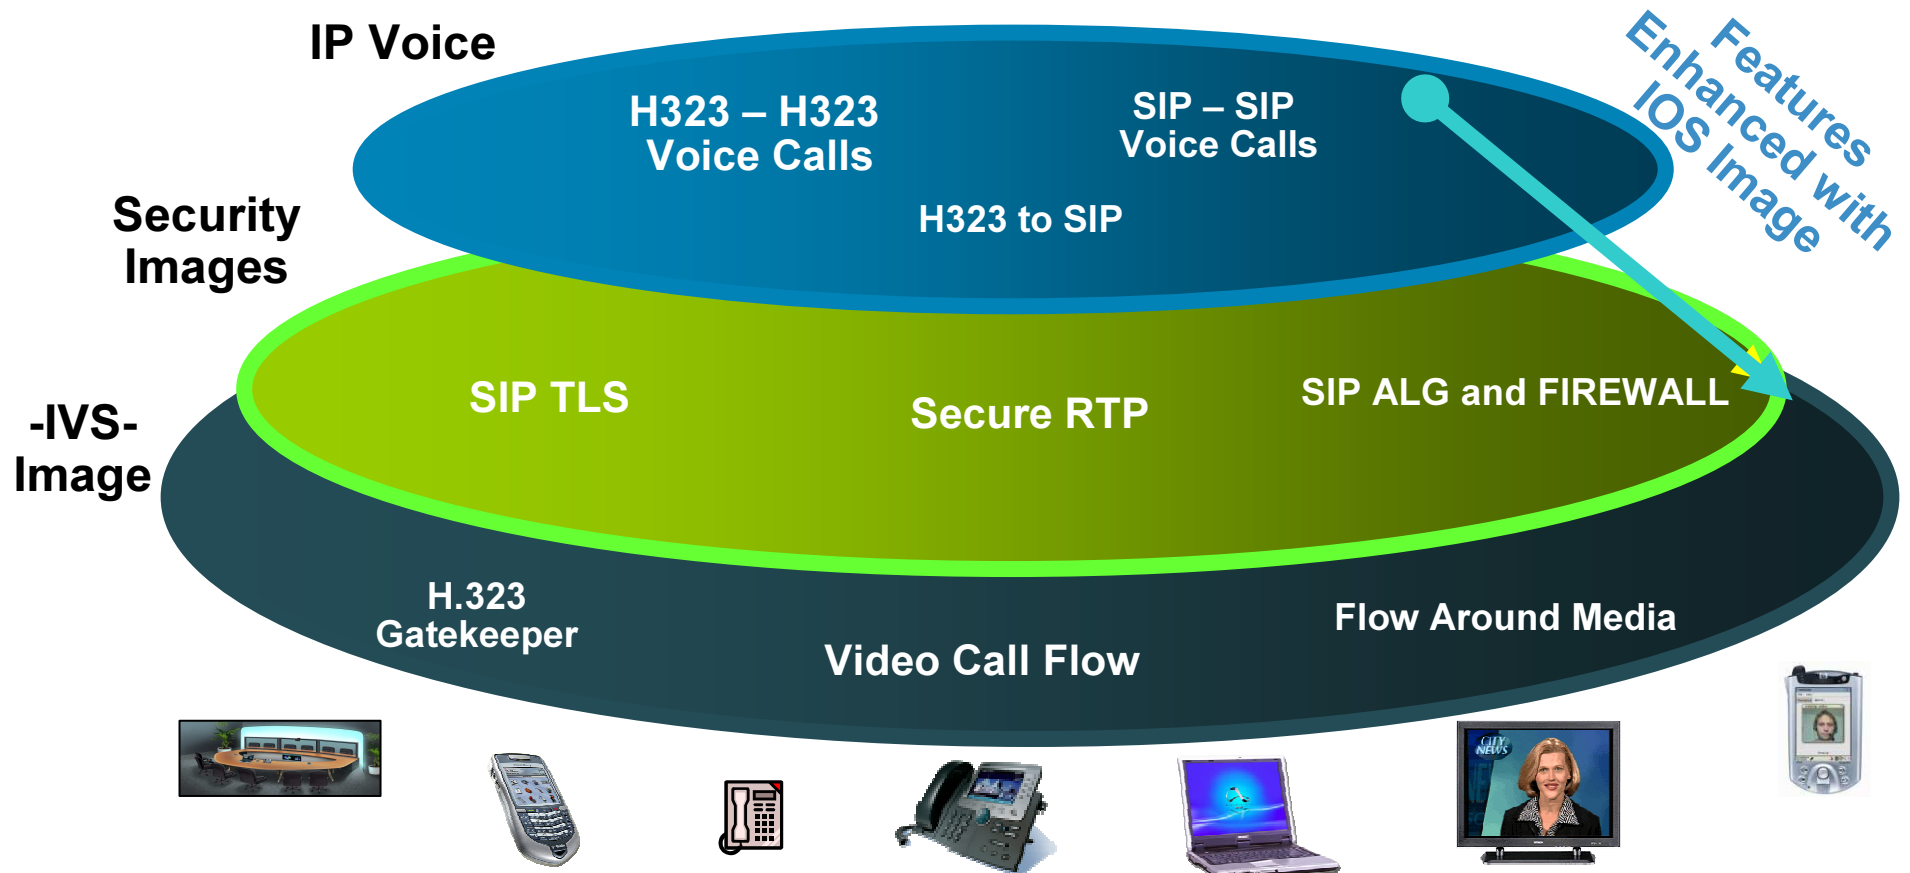 IP Voice
H323 – H323
Voice Calls
SIP – SIP
Voice Calls
H323 to SIP
Features
Enhanced with
IOS Image
Security
Images
SIP TLS
Secure RTP
SIP ALG and FIREWALL
-IVS-
Image
H.323
Gatekeeper
Video Call Flow
Flow Around Media
CITY
NEWS